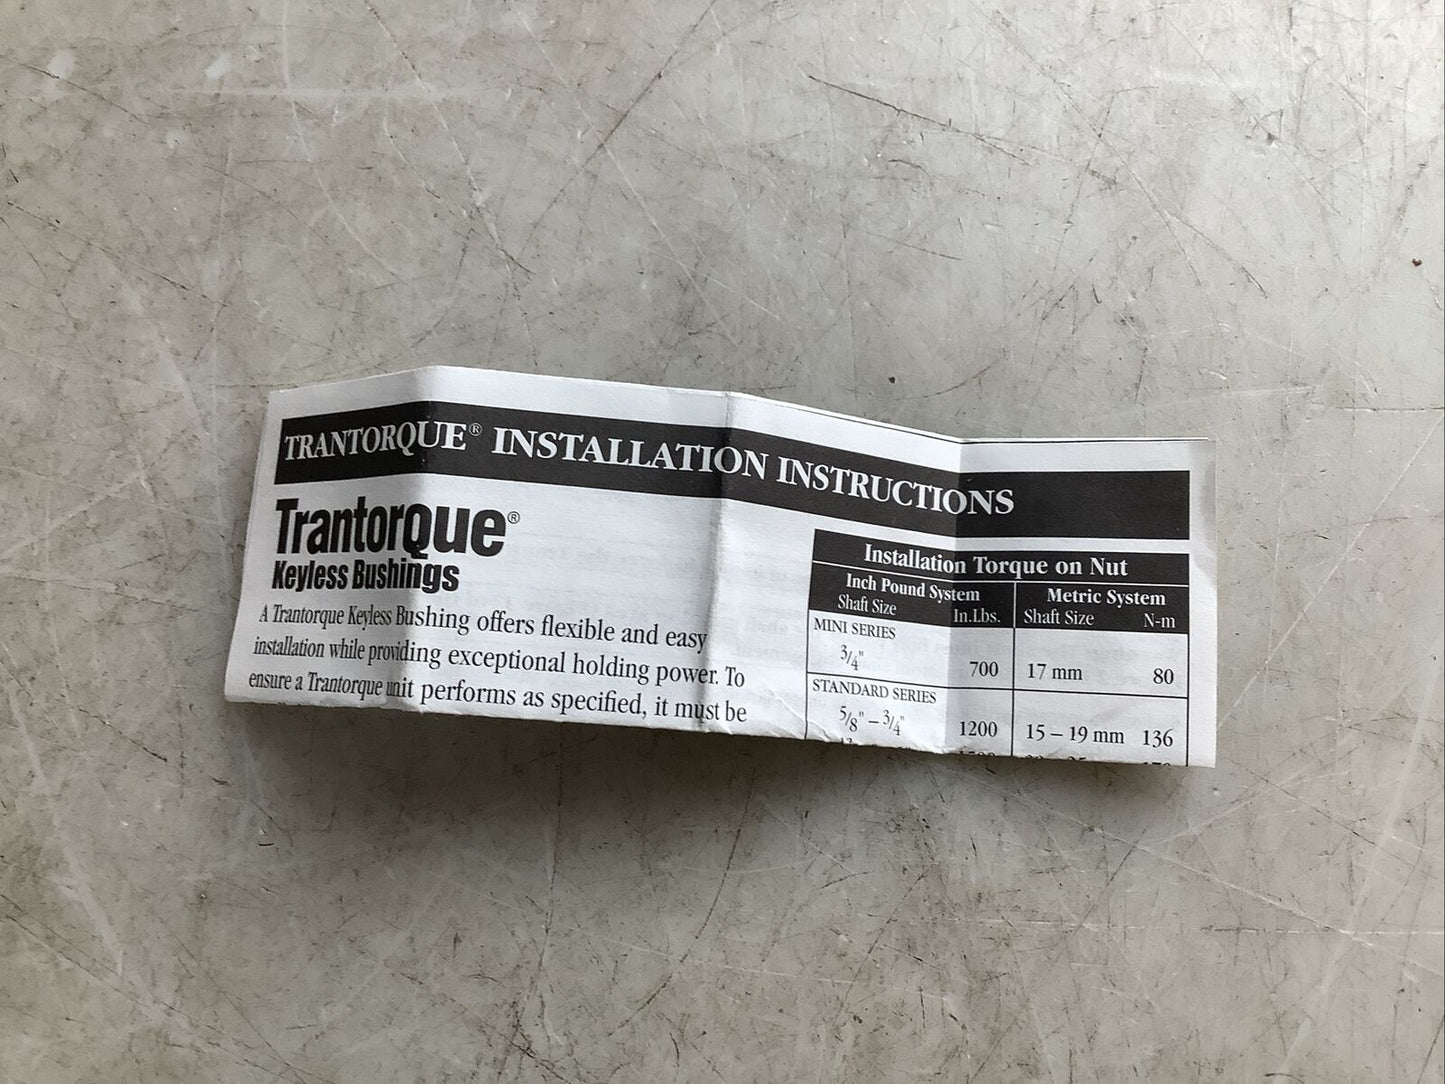 TRANTORQUE® INSTALLATION INSTRUCTIONS
Trantorque®
Keyless Bushings
A Trantorque Keyless Bushing offers flexible and easy
installation while providing exceptional holding power. To
ensure a Trantorque unit performs as specified, it must be
Installation Torque on Nut
Inch Pound System Metric System
Shaft Size In.Lbs. Shaft Size N-m
MINI SERIES
3/4" 700 17 mm 80
STANDARD SERIES
5/8" – 3/4" 1200 15 – 19 mm 136